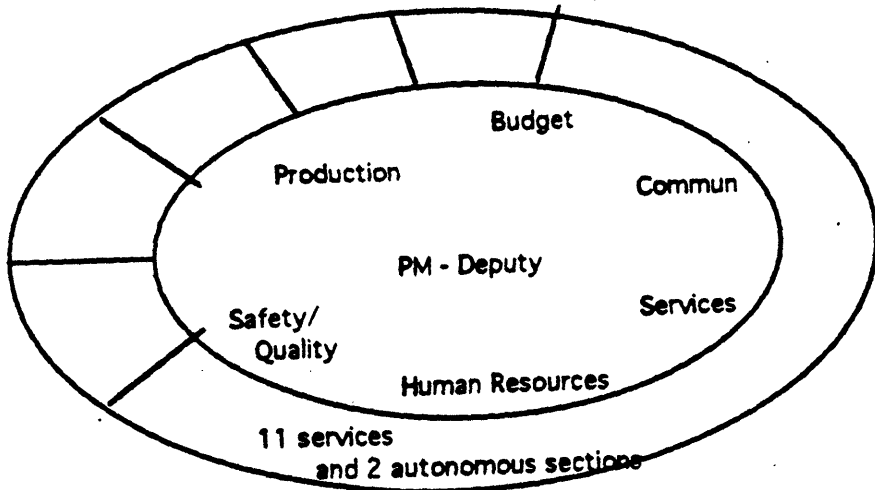 Budget
Production
Commun
PM - Deputy
Services
Safety/
Quality
Human Resources
11 services
and 2 autonomous sections